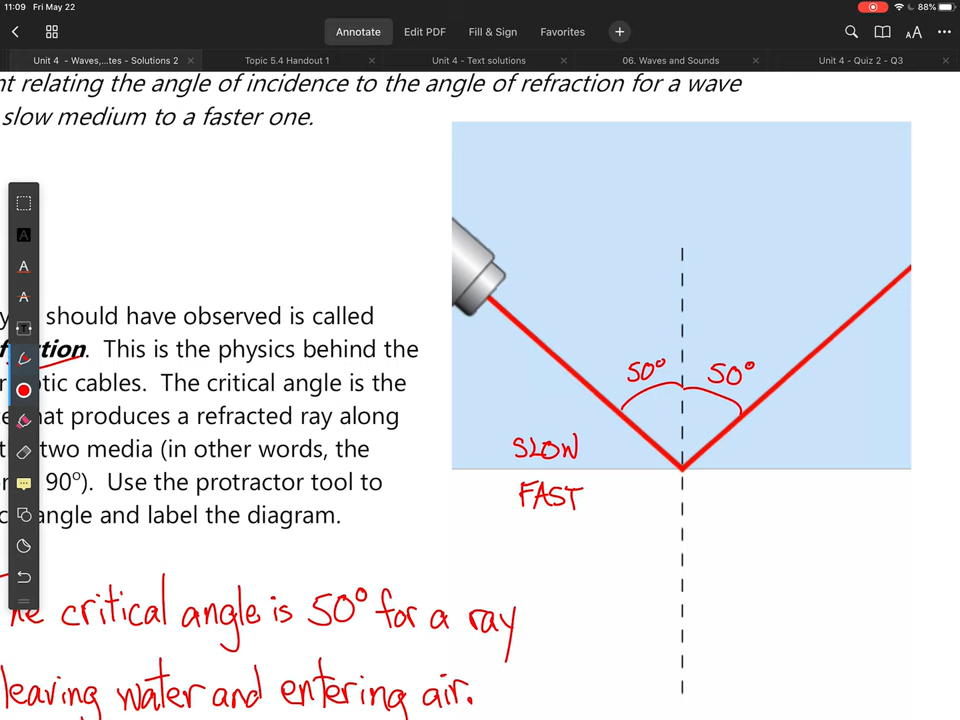 11:09 Fri May 22
88%
Annotate Edit PDF Fill & Sign Favorites
AA
Unit 4 - Waves,...tes - Solutions 2
Topic 5.4 Handout 1
Unit 4 - Text solutions
06. Waves and Sounds
Unit 4 - Quiz 2 - Q3
nt relating the angle of incidence to the angle of refraction for a wave
slow medium to a faster one.
should have observed is called
tion. This is the physics behind the
otic cables. The critical angle is the
hat produces a refracted ray along
two media (in other words, the
90°). Use the protractor tool to
angle and label the diagram.
50° 50°
SLOW
FAST
critical angle is 50° for a ray
leaving water and entering air.